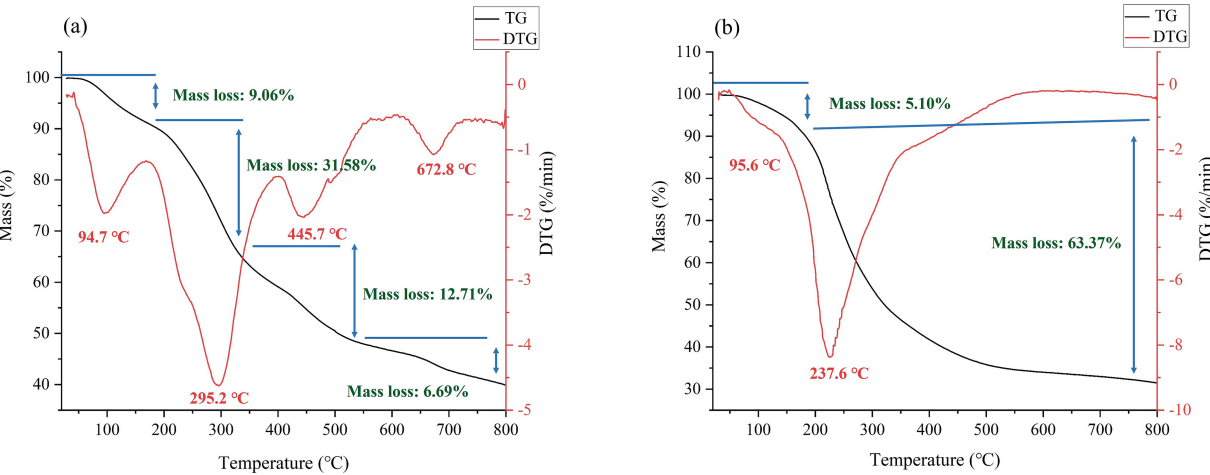 (a)
TG
DTG
Mass (%)
100
90
80
70
60
50
40
0
-1
-2
-3
-4
-5
DTG (%/min)
Mass loss: 9.06%
Mass loss: 31.58%
672.8 °C
94.7 °C
445.7 °C
Mass loss: 12.71%
Mass loss: 6.69%
295.2 °C
100 200 300 400 500 600 700 800
Temperature (°C)
(b)
TG
DTG
Mass (%)
110
100
90
80
70
60
50
40
30
0
-2
-4
-6
-8
-10
DTG (%/min)
Mass loss: 5.10%
95.6 °C
Mass loss: 63.37%
237.6 °C
100 200 300 400 500 600 700 800
Temperature (°C)